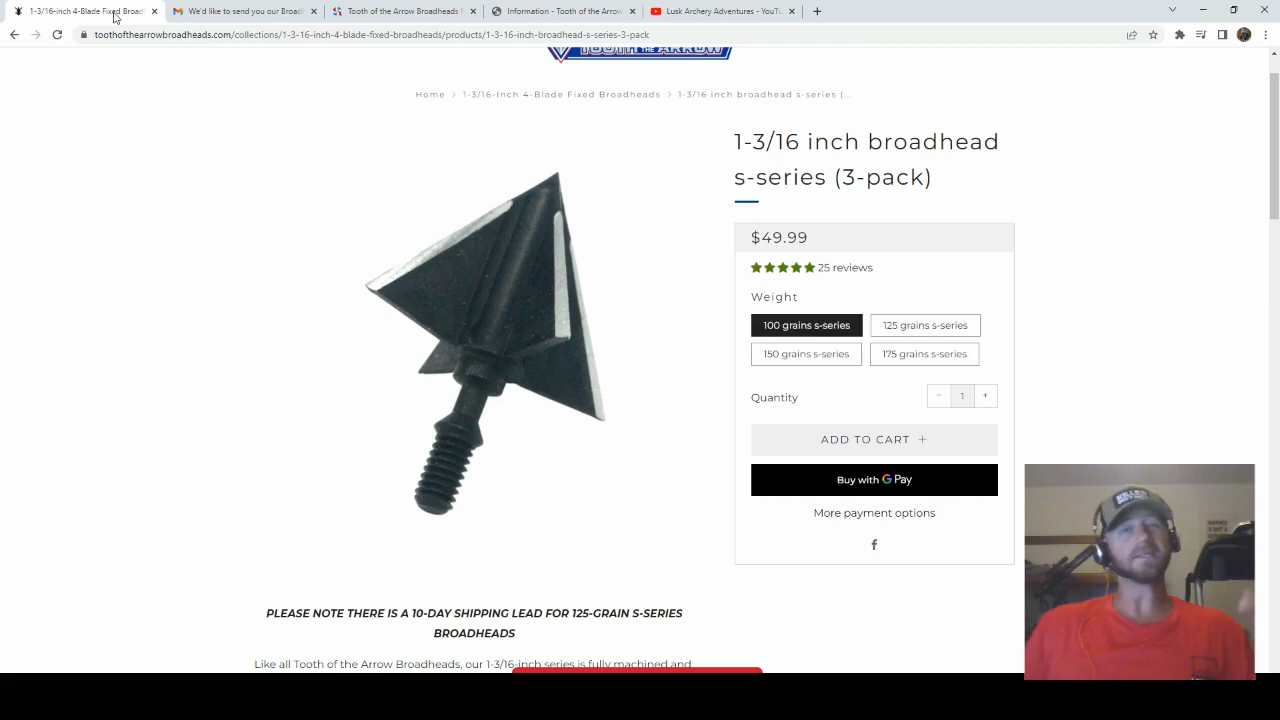 1-3/16-inch 4-Blade Fixed Broadh
We'd like to send you our Broadh
Tooth of the Arrow Broadheads R
Information - Tooth of the Arrow
Lusk Archery Adventures - YouTu
toothofthearrowbroadheads.com/collections/1-3-16-inch-4-blade-fixed-broadheads/products/1-3-16-inch-broadhead-s-series-3-pack
TOOTH OF THE ARROW
Home > 1-3/16-Inch 4-Blade Fixed Broadheads > 1-3/16 inch broadhead s-series (...
1-3/16 inch broadhead
s-series (3-pack)
$49.99
25 reviews
Weight
100 grains s-series
125 grains s-series
150 grains s-series
175 grains s-series
Quantity
− 1 +
ADD TO CART +
Buy with G Pay
More payment options
PLEASE NOTE THERE IS A 10-DAY SHIPPING LEAD FOR 125-GRAIN S-SERIES
BROADHEADS
Like all Tooth of the Arrow Broadheads, our 1-3/16-inch series is fully machined and